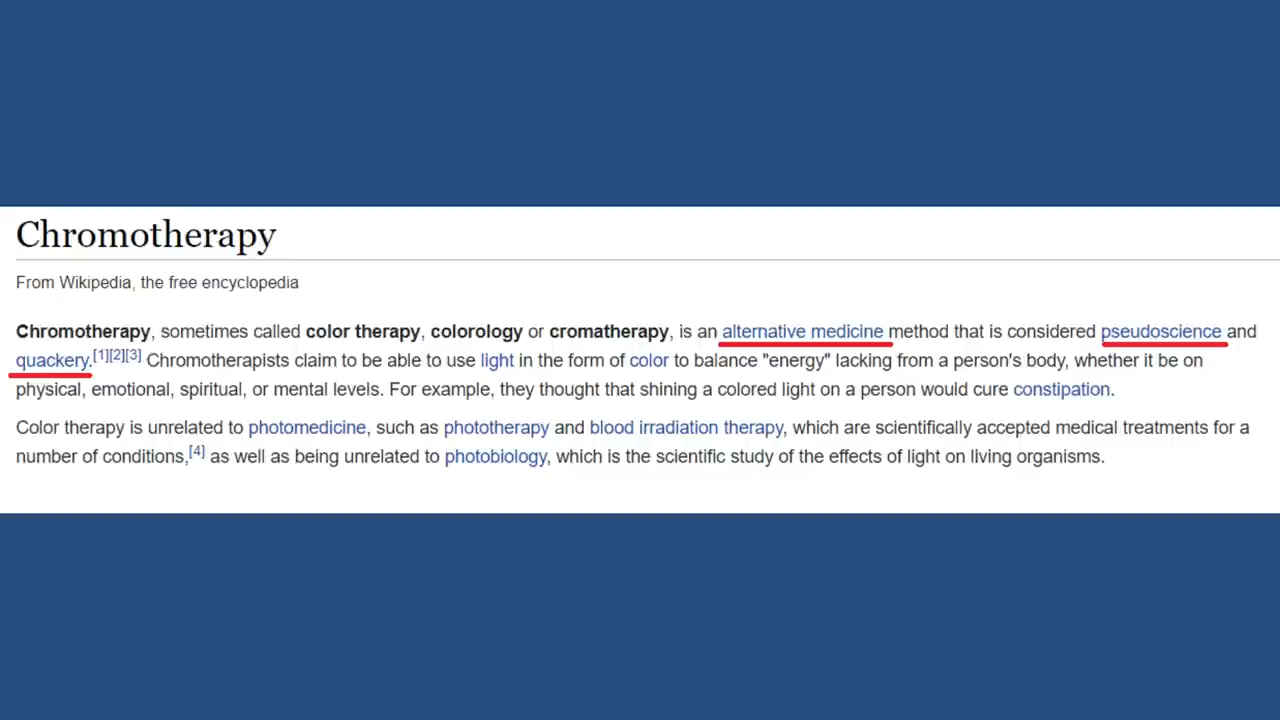 Chromotherapy
From Wikipedia, the free encyclopedia
Chromotherapy, sometimes called color therapy, colorology or cromatherapy, is an alternative medicine method that is considered pseudoscience and
quackery.[1][2][3] Chromotherapists claim to be able to use light in the form of color to balance "energy" lacking from a person's body, whether it be on
physical, emotional, spiritual, or mental levels. For example, they thought that shining a colored light on a person would cure constipation.
Color therapy is unrelated to photomedicine, such as phototherapy and blood irradiation therapy, which are scientifically accepted medical treatments for a
number of conditions,[4] as well as being unrelated to photobiology, which is the scientific study of the effects of light on living organisms.